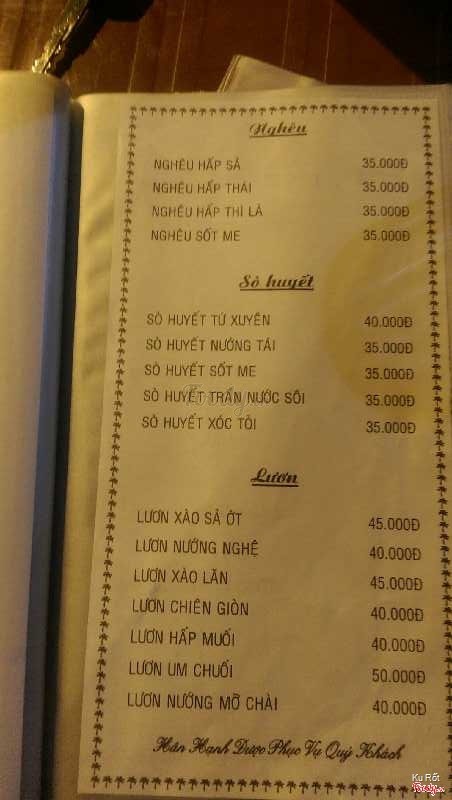 Nghêu
NGHÊU HẤP SẢ 35.000Đ
NGHÊU HẤP THÁI 35.000Đ
NGHÊU HẤP THÌ LÀ 35.000Đ
NGHÊU SỐT ME 35.000Đ
Sò huyết
SÒ HUYẾT TỨ XUYÊN 40.000Đ
SÒ HUYẾT NƯỚNG TÁI 35.000Đ
SÒ HUYẾT SỐT ME 35.000Đ
SÒ HUYẾT TRẦN NƯỚC SÔI 35.000Đ
SÒ HUYẾT XÓC TỎI 35.000Đ
Lươn
LƯƠN XÀO SẢ ỚT 45.000Đ
LƯƠN NƯỚNG NGHỆ 40.000Đ
LƯƠN XÀO LĂN 45.000Đ
LƯƠN CHIÊN GIÒN 40.000Đ
LƯƠN HẤP MUỐI 40.000Đ
LƯƠN UM CHUỐI 50.000Đ
LƯƠN NƯỚNG MỠ CHÀI 40.000Đ
Hân Hạnh Được Phục Vụ Quý Khách
Ku Rốt
Foody.vn